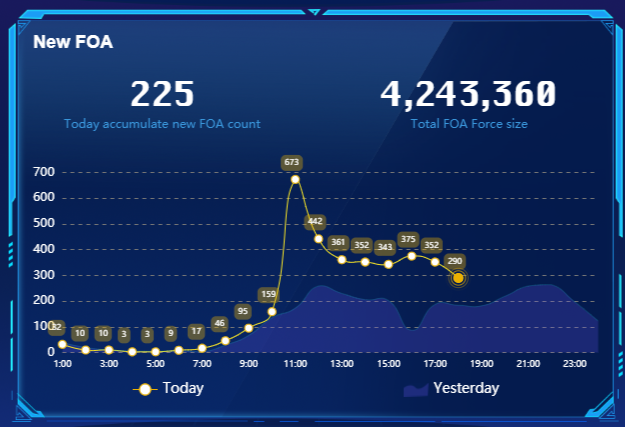 New FOA
225
Today accumulate new FOA count
4,243,360
Total FOA Force size
700
600
500
400
300
200
100
0
32 10 10 3 3 9 17 46 95 159 673 442 361 352 343 375 352 290
1:00 3:00 5:00 7:00 9:00 11:00 13:00 15:00 17:00 19:00 21:00 23:00
Today
Yesterday